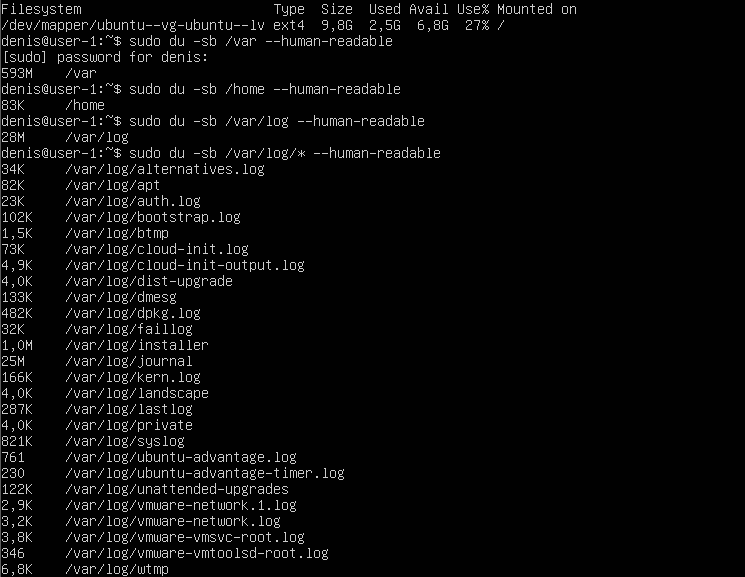 Filesystem                        Type  Size  Used Avail Use% Mounted on
/dev/mapper/ubuntu--vg-ubuntu--lv ext4  9,8G  2,5G  6,8G  27% /
denis@user-1:~$ sudo du -sb /var --human-readable
[sudo] password for denis:
593M    /var
denis@user-1:~$ sudo du -sb /home --human-readable
83K     /home
denis@user-1:~$ sudo du -sb /var/log --human-readable
28M     /var/log
denis@user-1:~$ sudo du -sb /var/log/* --human-readable
34K     /var/log/alternatives.log
82K     /var/log/apt
23K     /var/log/auth.log
102K    /var/log/bootstrap.log
1,5K    /var/log/btmp
73K     /var/log/cloud-init.log
4,9K    /var/log/cloud-init-output.log
4,0K    /var/log/dist-upgrade
133K    /var/log/dmesg
482K    /var/log/dpkg.log
32K     /var/log/faillog
1,0M    /var/log/installer
25M     /var/log/journal
166K    /var/log/kern.log
4,0K    /var/log/landscape
287K    /var/log/lastlog
4,0K    /var/log/private
821K    /var/log/syslog
761     /var/log/ubuntu-advantage.log
230     /var/log/ubuntu-advantage-timer.log
122K    /var/log/unattended-upgrades
2,9K    /var/log/vmware-network.1.log
3,2K    /var/log/vmware-network.log
3,8K    /var/log/vmware-vmsvc-root.log
346     /var/log/vmware-vmtoolsd-root.log
6,8K    /var/log/wtmp